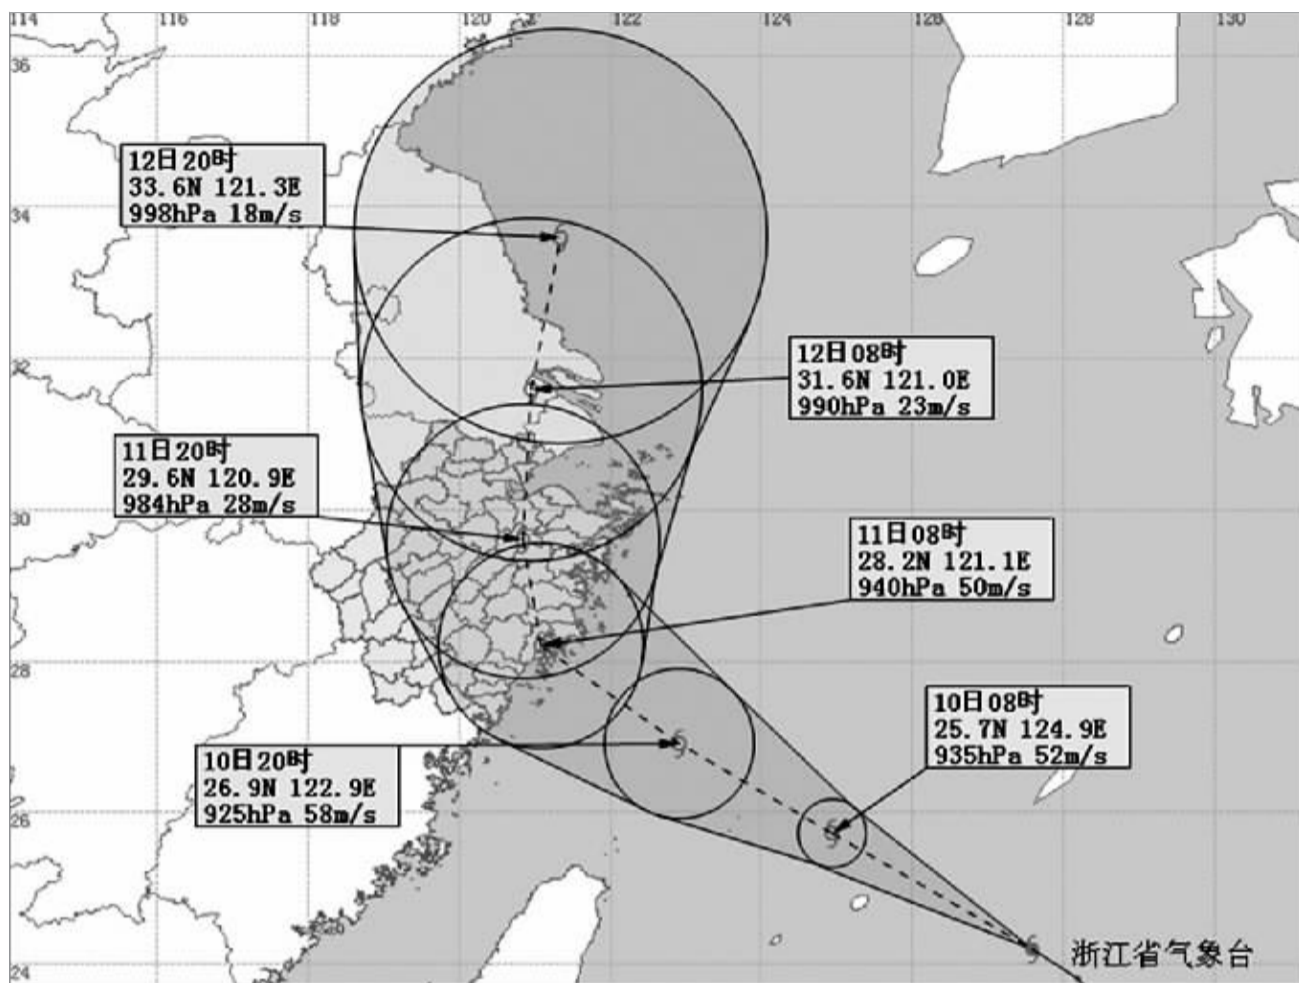 114 116 118 120 122 124 126 128 130
36
12日20时
33.6N 121.3E
998hPa 18m/s
34
12日08时
31.6N 121.0E
990hPa 23m/s
32
11日20时
29.6N 120.9E
984hPa 28m/s
30
11日08时
28.2N 121.1E
940hPa 50m/s
28
10日08时
25.7N 124.9E
935hPa 52m/s
10日20时
26.9N 122.9E
925hPa 58m/s
26
浙江省气象台
24